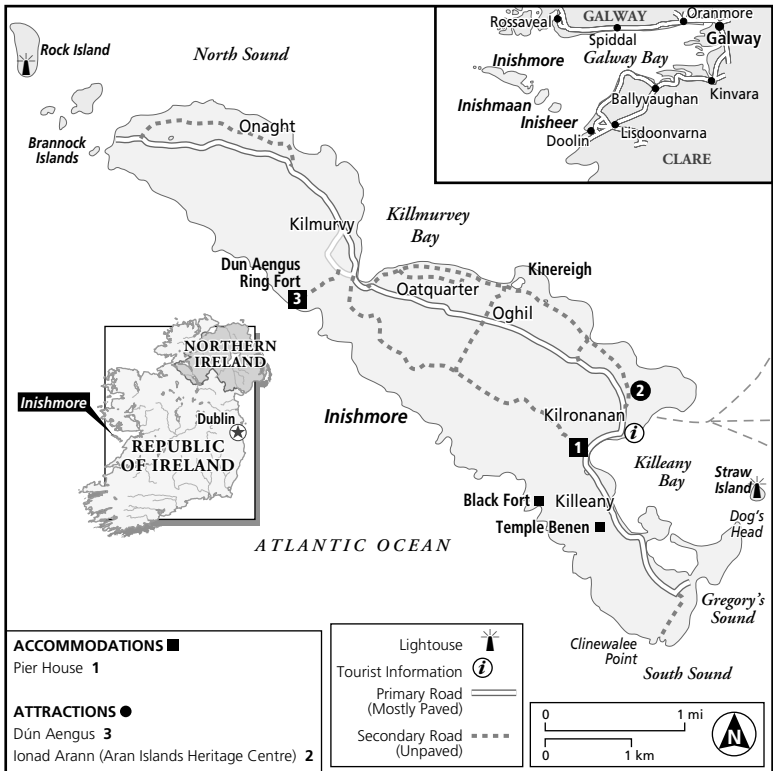 Rock Island
North Sound
Brannock
Islands
Onaght
Kilmurvy
Killmurvey
Bay
Dun Aengus
Ring Fort
3
Oatquarter
Kinereigh
Oghil
2
Kilronanan
i
1
Inishmore
Killeany
Bay
Straw
Island
Dog's
Head
Black Fort
Killeany
Temple Benen
ATLANTIC OCEAN
Gregory's
Sound
Clinewalee
Point
South Sound
Rossaveal
GALWAY
Oranmore
Spiddal
Galway
Galway Bay
Inishmore
Inishmaan
Inisheer
Ballyvaughan
Kinvara
Doolin
Lisdoonvarna
CLARE
NORTHERN
IRELAND
Inishmore
Dublin
REPUBLIC
OF IRELAND
ACCOMMODATIONS
Pier House 1
ATTRACTIONS
Dún Aengus 3
Ionad Arann (Aran Islands Heritage Centre) 2
Lightouse
Tourist Information i
Primary Road
(Mostly Paved)
Secondary Road
(Unpaved)
0 1 mi
0 1 km
N